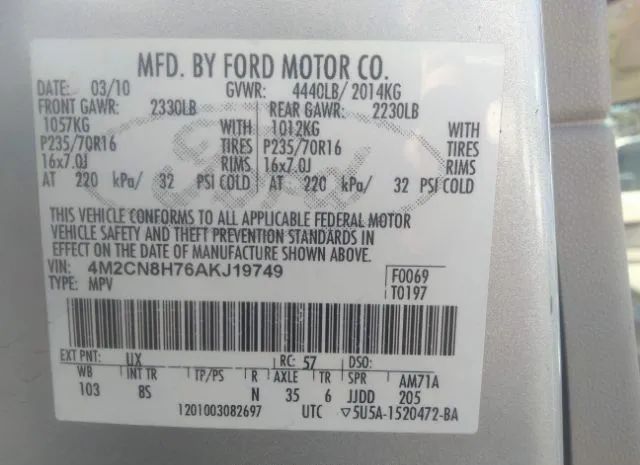 MFD. BY FORD MOTOR CO.
DATE: 03/10 GVWR: 4440LB/ 2014KG
FRONT GAWR: 2330LB REAR GAWR: 2230LB
1057KG WITH 1012KG WITH
P235/70R16 TIRES P235/70R16 TIRES
16x7.0J RIMS 16x7.0J RIMS
AT 220 kPa/ 32 PSI COLD AT 220 kPa/ 32 PSI COLD
THIS VEHICLE CONFORMS TO ALL APPLICABLE FEDERAL MOTOR
VEHICLE SAFETY AND THEFT PREVENTION STANDARDS IN
EFFECT ON THE DATE OF MANUFACTURE SHOWN ABOVE.
VIN: 4M2CN8H76AKJ19749 F0069
TYPE: MPV T0197
EXT PNT: UX RC: 57 DSO:
WB INT TR TP/PS R AXLE TR SPR AM71A
103 8S N 35 6 JJDD 205
1201003082697 UTC ▽5U5A-1520472-BA
Ford